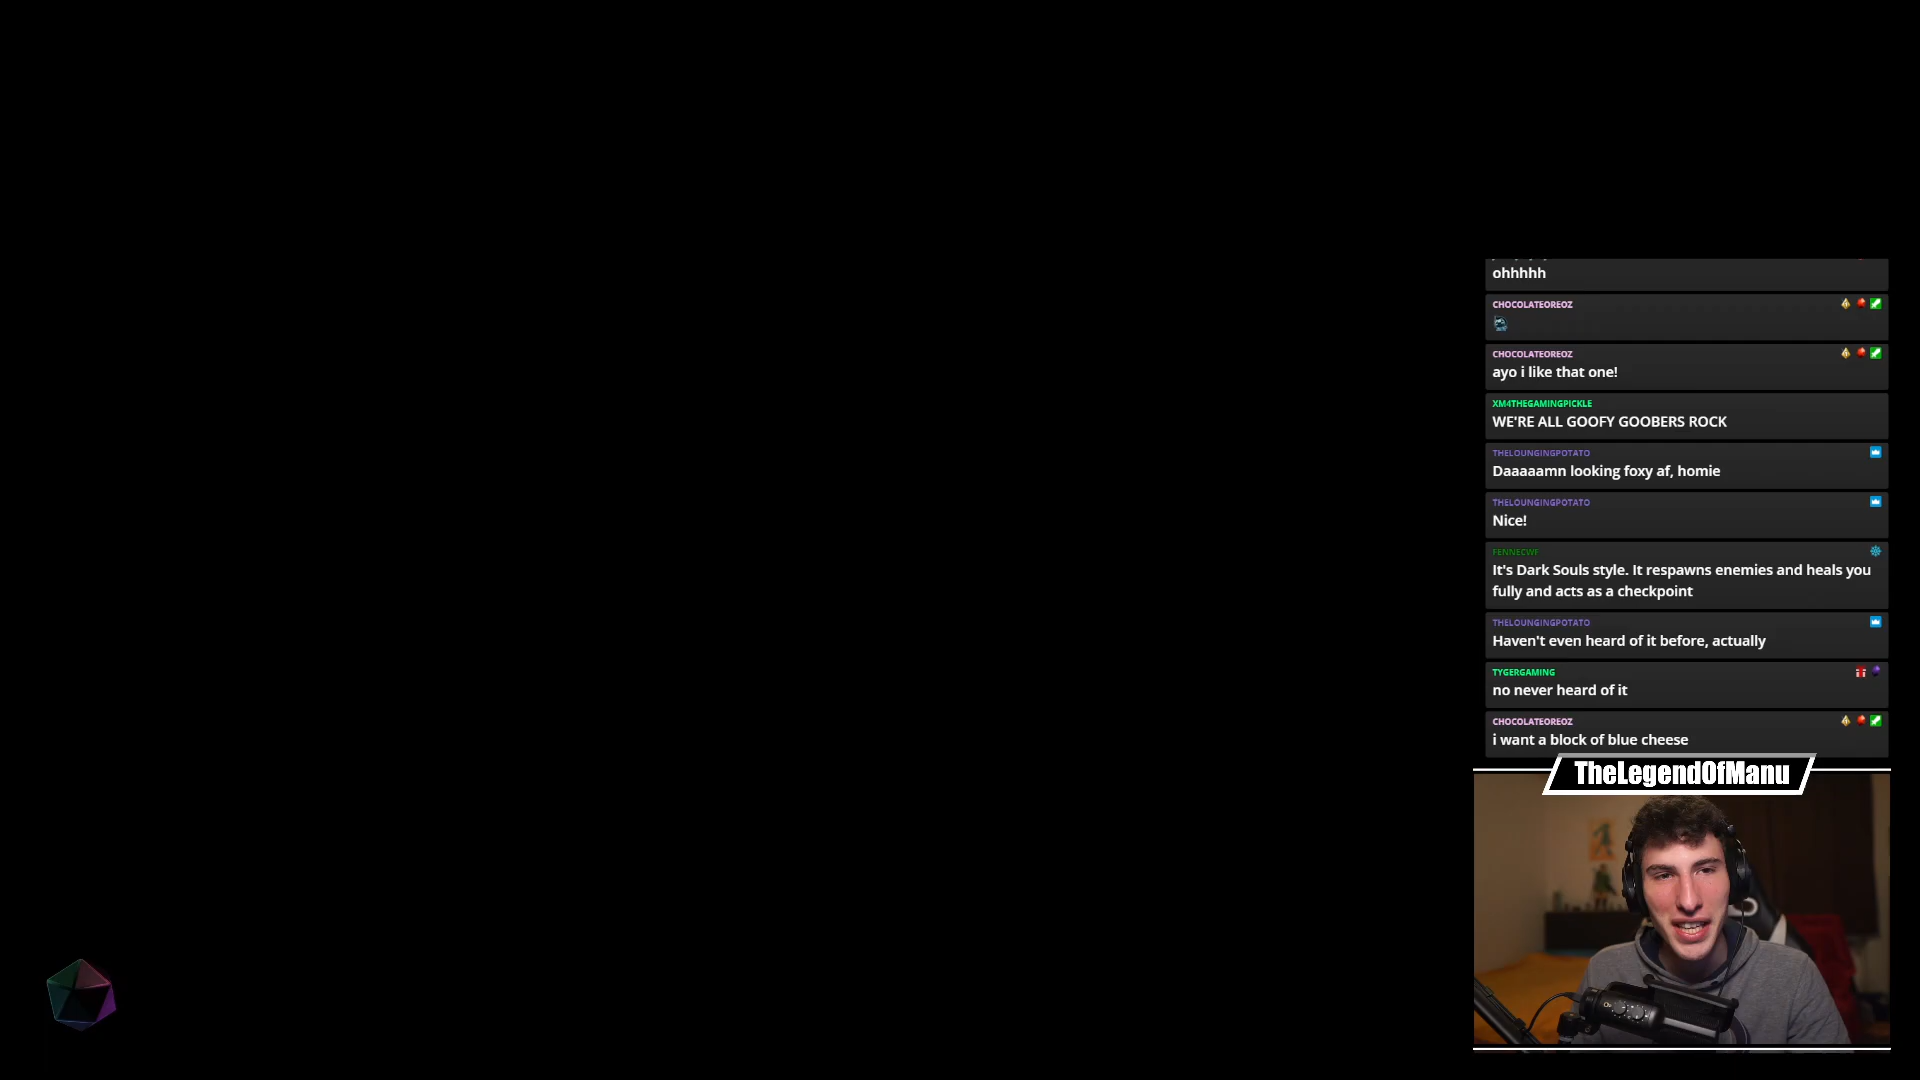 ohhhhh
CHOCOLATEOREOZ
CHOCOLATEOREOZ
ayo i like that one!
XM4THEGAMINGPICKLE
WE'RE ALL GOOFY GOOBERS ROCK
THELOUNGINGPOTATO
Daaaaamn looking foxy af, homie
THELOUNGINGPOTATO
Nice!
FENNECWF
It's Dark Souls style. It respawns enemies and heals you
fully and acts as a checkpoint
THELOUNGINGPOTATO
Haven't even heard of it before, actually
TYGERGAMING
no never heard of it
CHOCOLATEOREOZ
i want a block of blue cheese
TheLegendOfManu